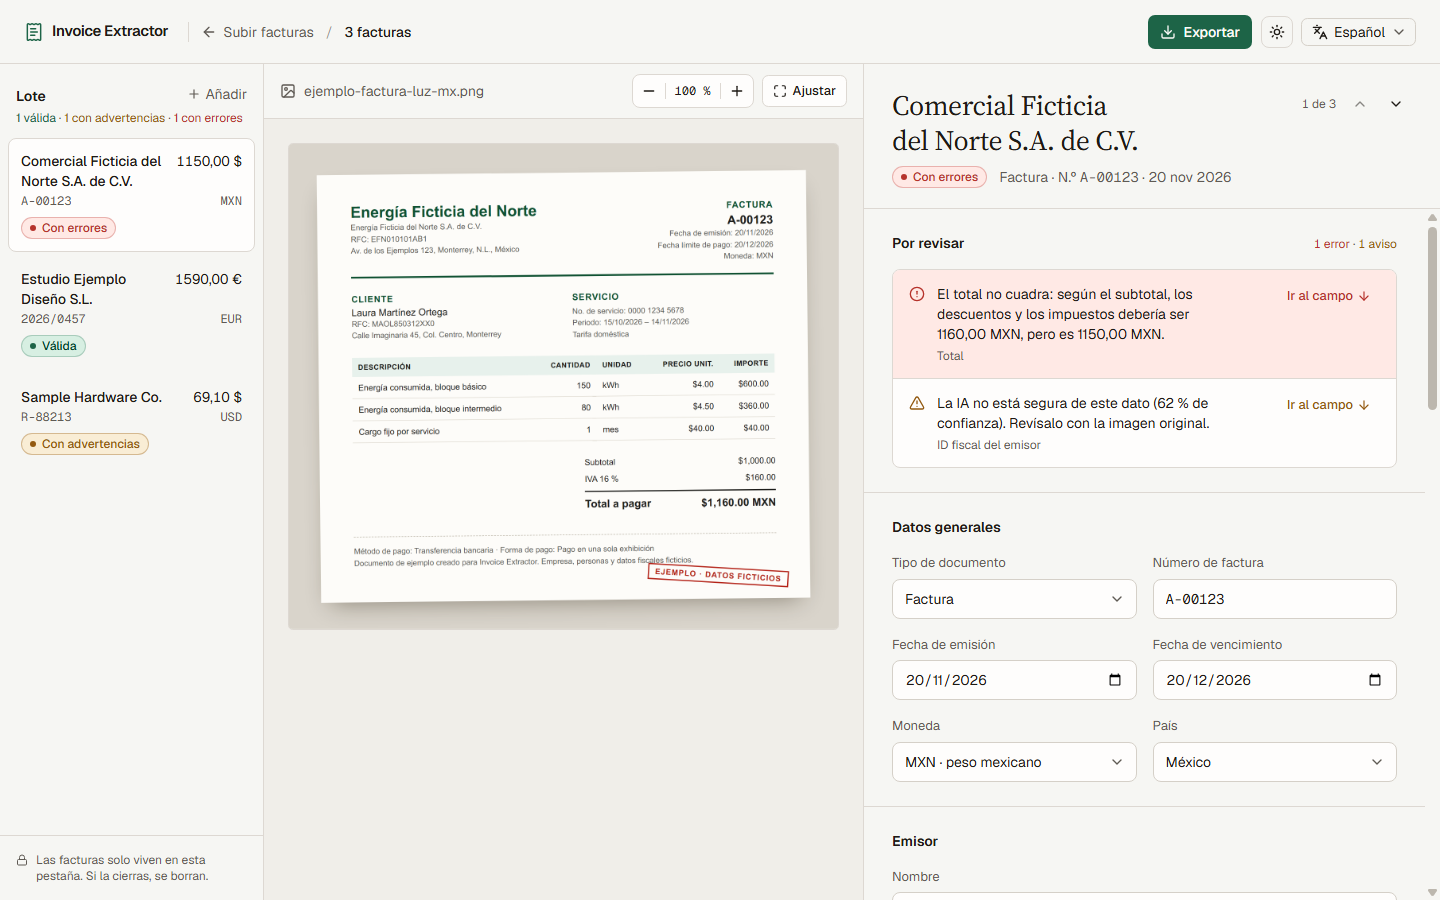 Invoice Extractor
Subir facturas / 3 facturas
Exportar
Español
Lote
Añadir
1 válida · 1 con advertencias · 1 con errores
Comercial Ficticia del Norte S.A. de C.V.
1150,00 $
A-00123
MXN
Con errores
Estudio Ejemplo Diseño S.L.
1590,00 €
2026/0457
EUR
Válida
Sample Hardware Co.
69,10 $
R-88213
USD
Con advertencias
Las facturas solo viven en esta
pestaña. Si la cierras, se borran.
ejemplo-factura-luz-mx.png
100 %
Ajustar
Energía Ficticia del Norte
Energía Ficticia del Norte S.A. de C.V.
RFC: EFN010101AB1
Av. de los Ejemplos 123, Monterrey, N.L., México
FACTURA
A-00123
Fecha de emisión: 20/11/2026
Fecha límite de pago: 20/12/2026
Moneda: MXN
CLIENTE
Laura Martínez Ortega
RFC: MAOL850312XX0
Calle Imaginaria 45, Col. Centro, Monterrey
SERVICIO
No. de servicio: 0000 1234 5678
Periodo: 15/10/2026 – 14/11/2026
Tarifa doméstica
DESCRIPCIÓN CANTIDAD UNIDAD PRECIO UNIT. IMPORTE
Energía consumida, bloque básico 150 kWh $4.00 $600.00
Energía consumida, bloque intermedio 80 kWh $4.50 $360.00
Cargo fijo por servicio 1 mes $40.00 $40.00
Subtotal $1,000.00
IVA 16 % $160.00
Total a pagar $1,160.00 MXN
Método de pago: Transferencia bancaria · Forma de pago: Pago en una sola exhibición
Documento de ejemplo creado para Invoice Extractor. Empresa, personas y datos fiscales ficticios.
EJEMPLO · DATOS FICTICIOS
Comercial Ficticia
del Norte S.A. de C.V.
1 de 3
Con errores
Factura · N.º A-00123 · 20 nov 2026
Por revisar
1 error · 1 aviso
El total no cuadra: según el subtotal, los
descuentos y los impuestos debería ser
1160,00 MXN, pero es 1150,00 MXN.
Total
Ir al campo
La IA no está segura de este dato (62 % de
confianza). Revísalo con la imagen original.
ID fiscal del emisor
Ir al campo
Datos generales
Tipo de documento
Factura
Número de factura
A-00123
Fecha de emisión
20/11/2026
Fecha de vencimiento
20/12/2026
Moneda
MXN · peso mexicano
País
México
Emisor
Nombre